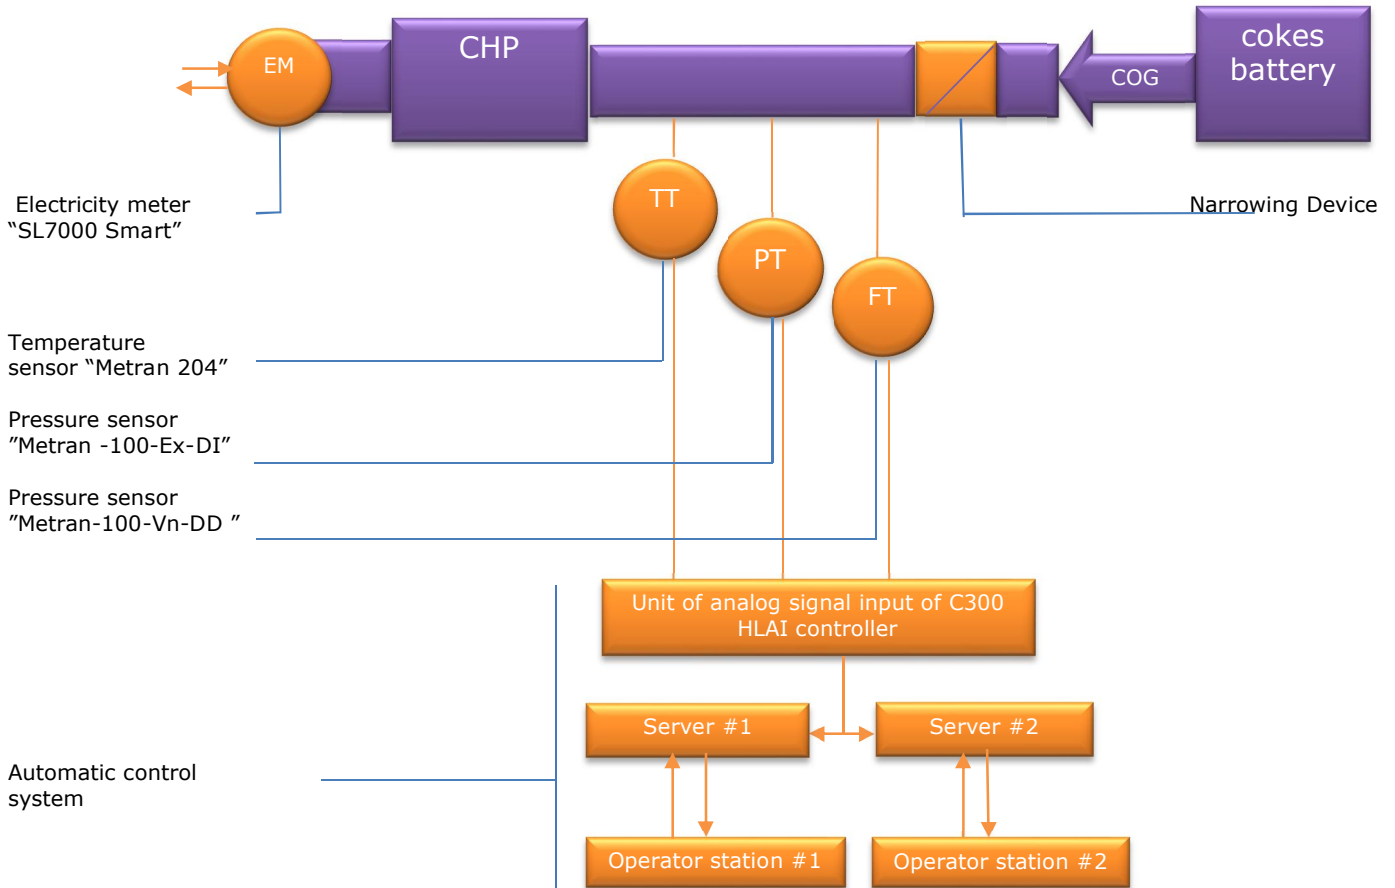 CHP
cokes
battery
EM
COG
TT
Electricity meter
“SL7000 Smart”
Narrowing Device
PT
FT
Temperature
sensor “Metran 204”
Pressure sensor
”Metran -100-Ex-DI”
Pressure sensor
”Metran-100-Vn-DD ”
Unit of analog signal input of C300
HLAI controller
Server #1
Server #2
Automatic control
system
Operator station #1
Operator station #2